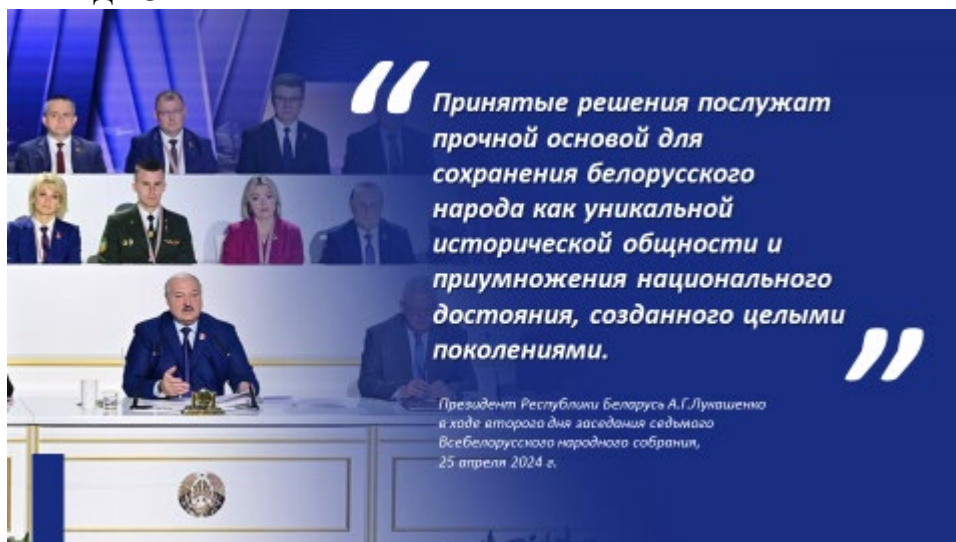 “
Принятые решения послужат
прочной основой для
сохранения белорусского
народа как уникальной
исторической общности и
приумножения национального
достояния, созданного целыми
поколениями.
”
Президент Республики Беларусь А.Г.Лукашенко
в ходе второго дня заседания седьмого
Всебелорусского народного собрания,
25 апреля 2024 г.